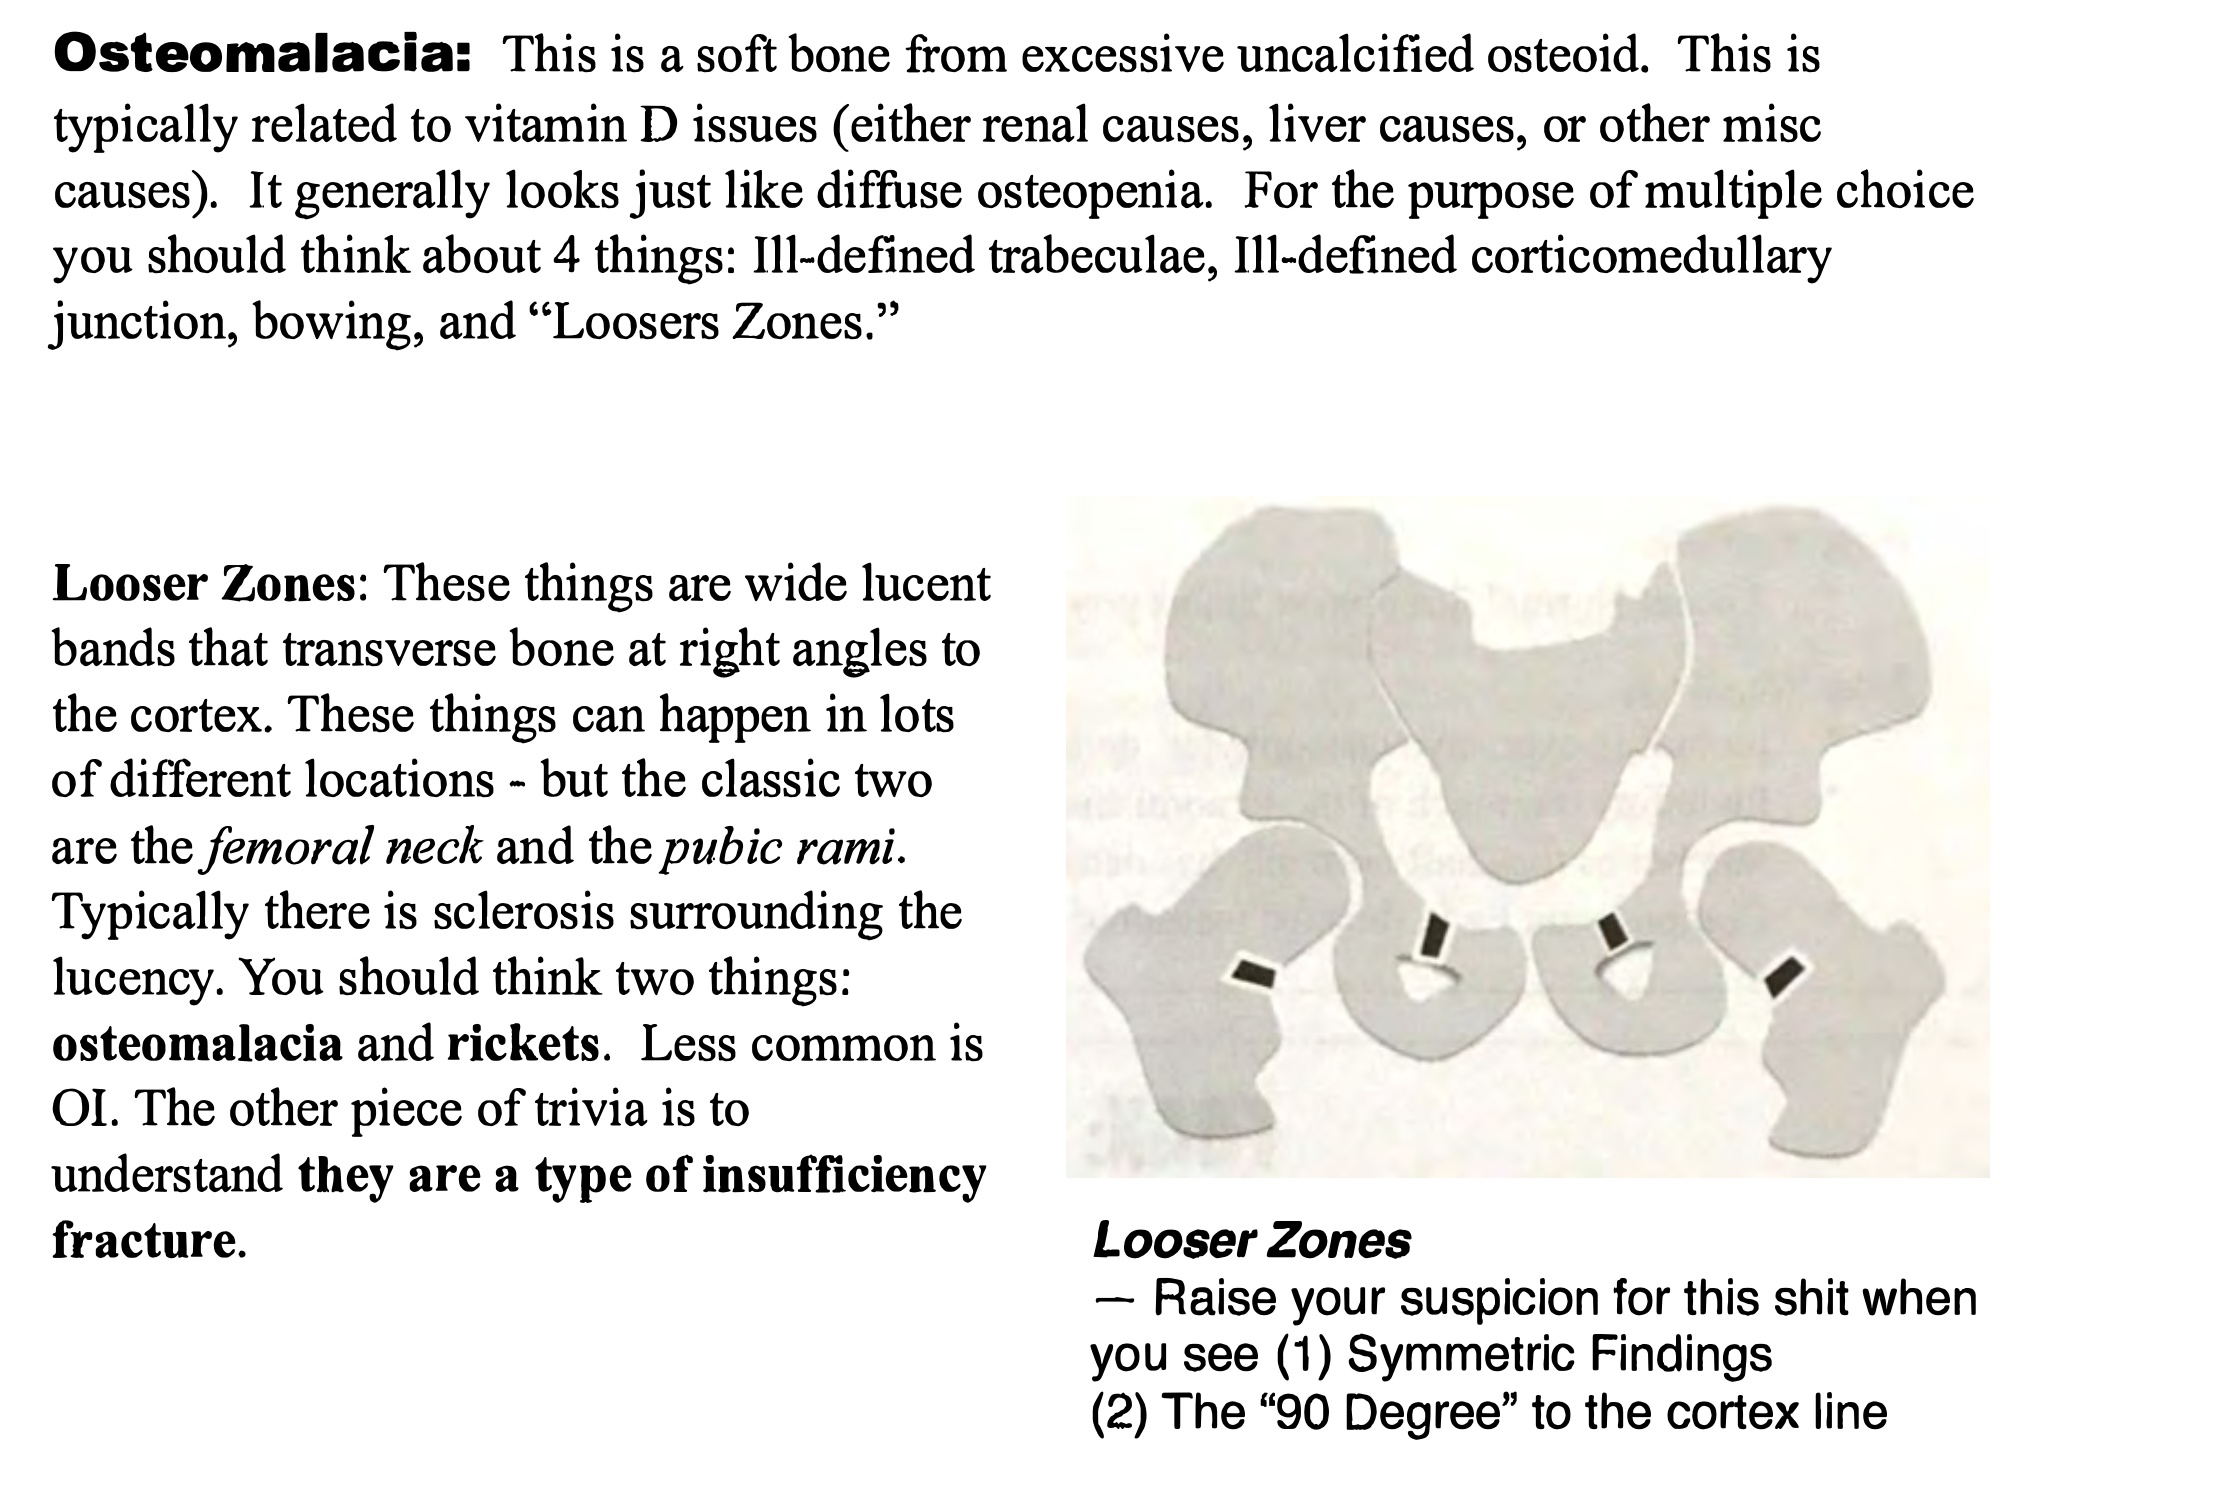 Osteomalacia: This is a soft bone from excessive uncalcified osteoid. This is
typically related to vitamin D issues (either renal causes, liver causes, or other misc
causes). It generally looks just like diffuse osteopenia. For the purpose of multiple choice
you should think about 4 things: Ill-defined trabeculae, Ill-defined corticomedullary
junction, bowing, and “Loosers Zones.”
Looser Zones: These things are wide lucent
bands that transverse bone at right angles to
the cortex. These things can happen in lots
of different locations - but the classic two
are the femoral neck and the pubic rami.
Typically there is sclerosis surrounding the
lucency. You should think two things:
osteomalacia and rickets. Less common is
OI. The other piece of trivia is to
understand they are a type of insufficiency
fracture.
Looser Zones
— Raise your suspicion for this shit when
you see (1) Symmetric Findings
(2) The “90 Degree” to the cortex line